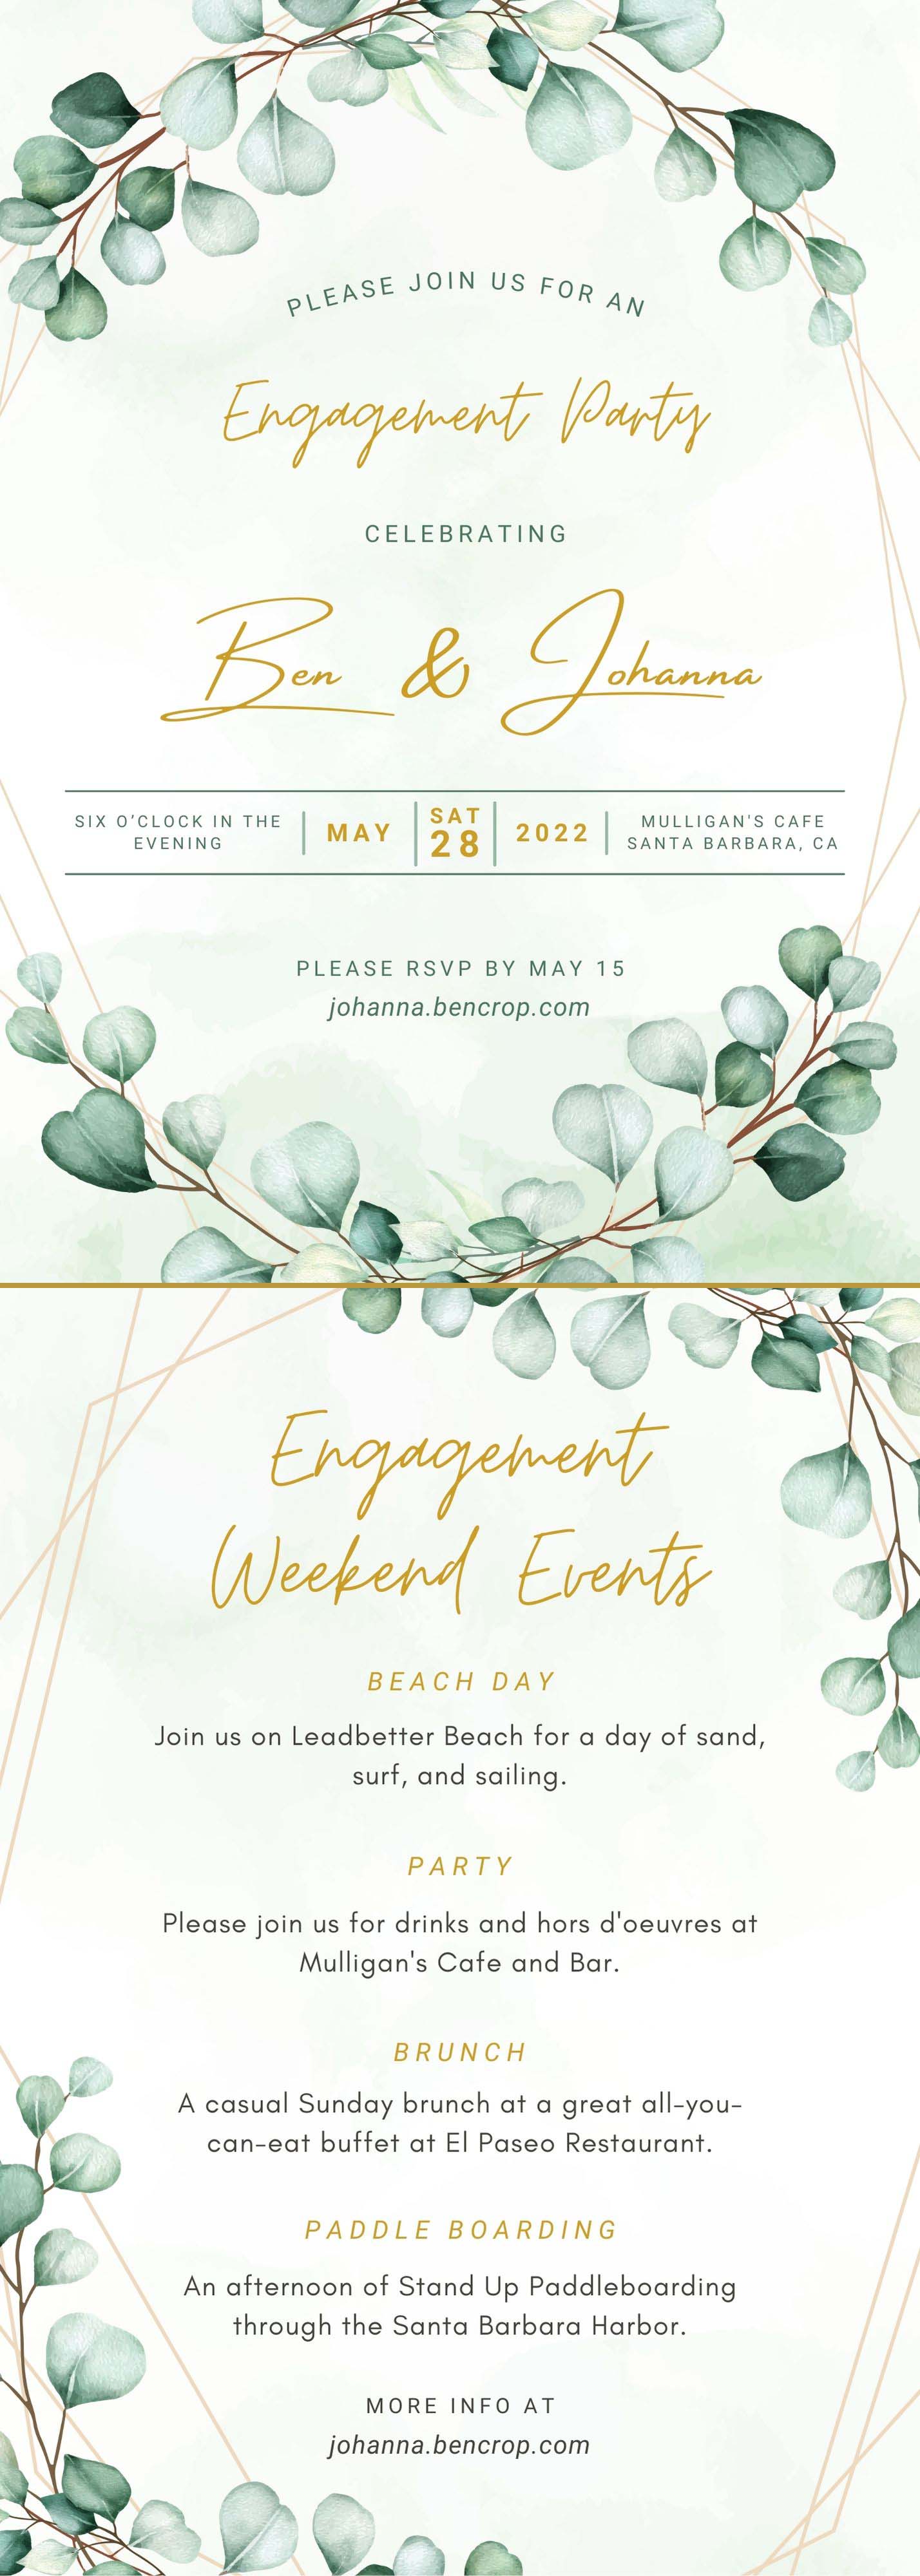 PLEASE JOIN US FOR AN
Engagement Party
CELEBRATING
Ben & Johanna
SIX O'CLOCK IN THE
EVENING
MAY
SAT
28
2022
MULLIGAN'S CAFE
SANTA BARBARA, CA
PLEASE RSVP BY MAY 15
johanna.bencrop.com
Engagement
Weekend Events
BEACH DAY
Join us on Leadbetter Beach for a day of sand,
surf, and sailing.
PARTY
Please join us for drinks and hors d'oeuvres at
Mulligan's Cafe and Bar.
BRUNCH
A casual Sunday brunch at a great all-you-
can-eat buffet at El Paseo Restaurant.
PADDLE BOARDING
An afternoon of Stand Up Paddleboarding
through the Santa Barbara Harbor.
MORE INFO AT
johanna.bencrop.com